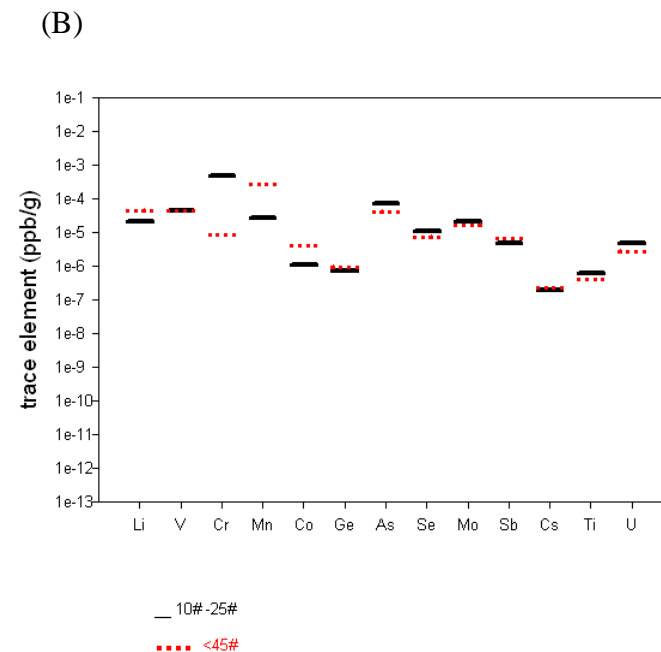 (B)
trace element (ppb/g)
1e-1
1e-2
1e-3
1e-4
1e-5
1e-6
1e-7
1e-8
1e-9
1e-10
1e-11
1e-12
1e-13
Li V Cr Mn Co Ge As Se Mo Sb Cs Ti U
10#-25#
<45#